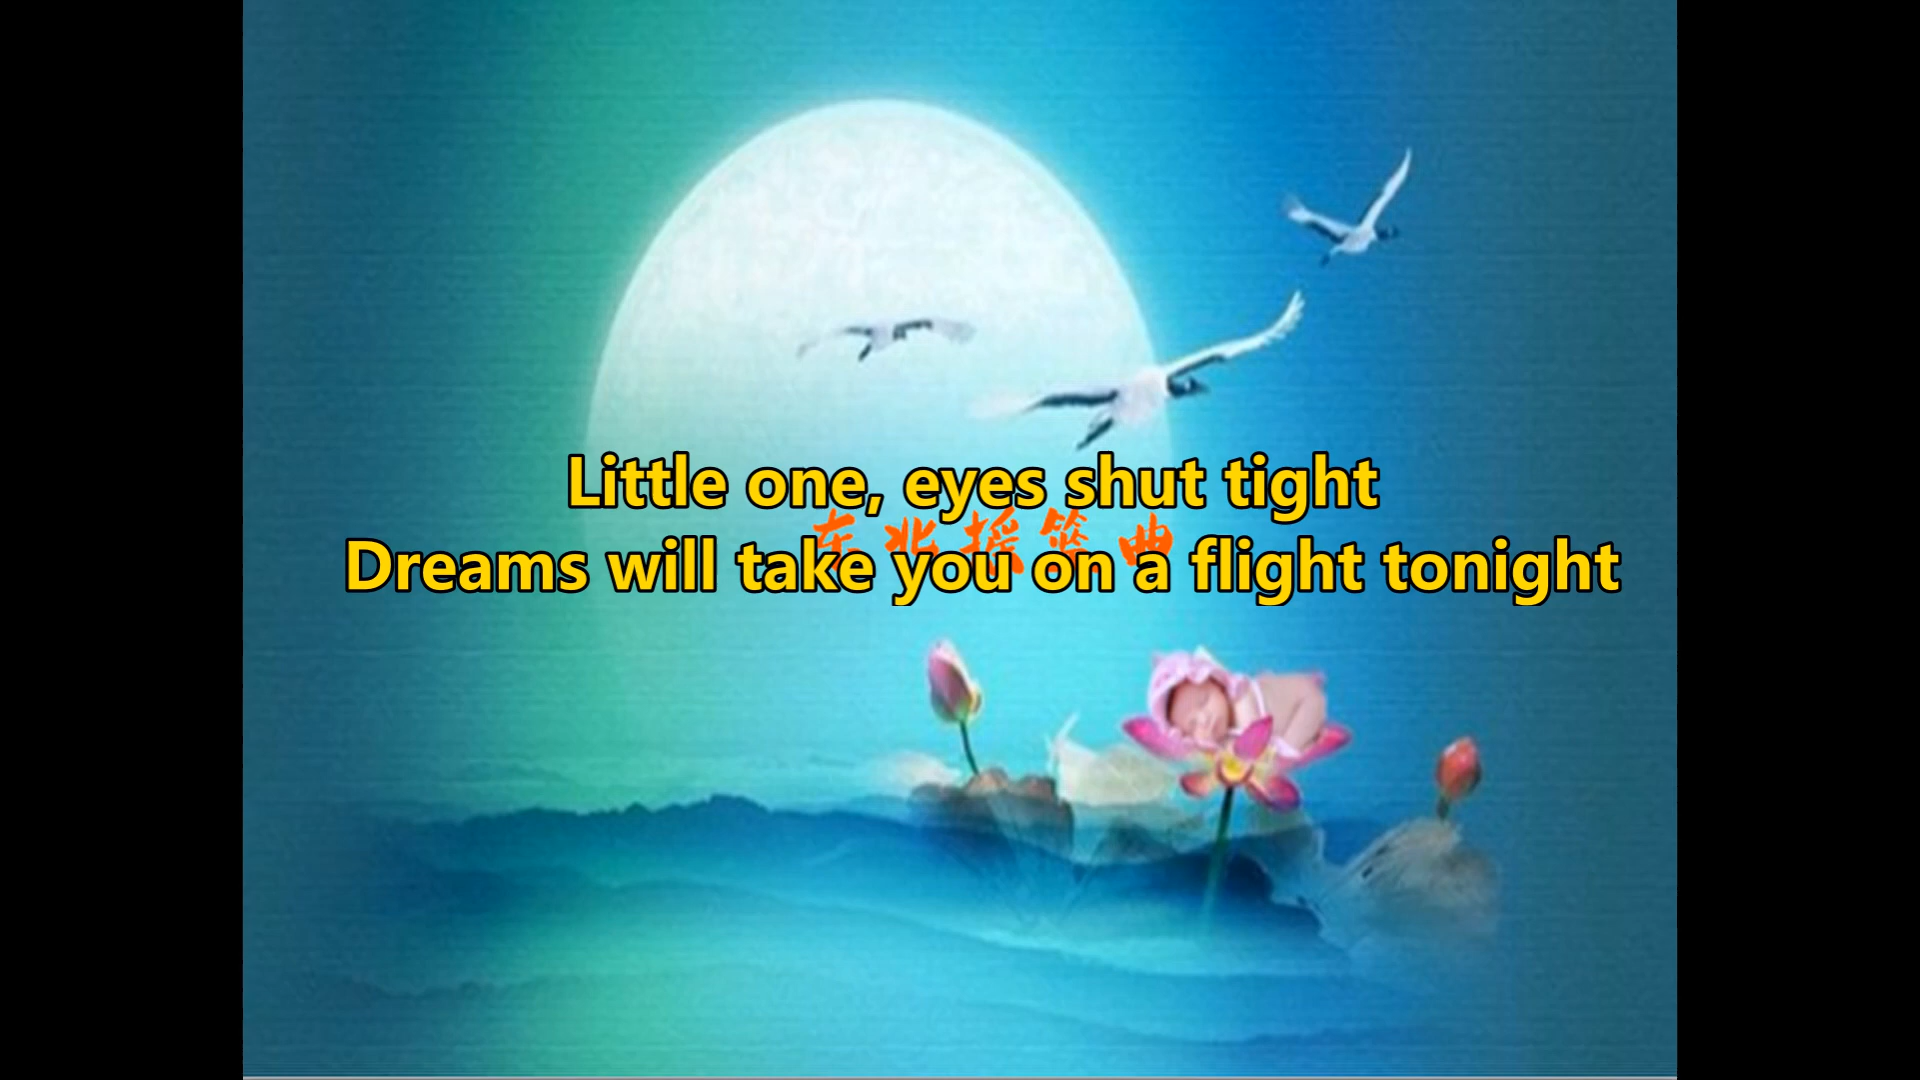 Little one, eyes shut tight
东北摇篮曲
Dreams will take you on a flight tonight